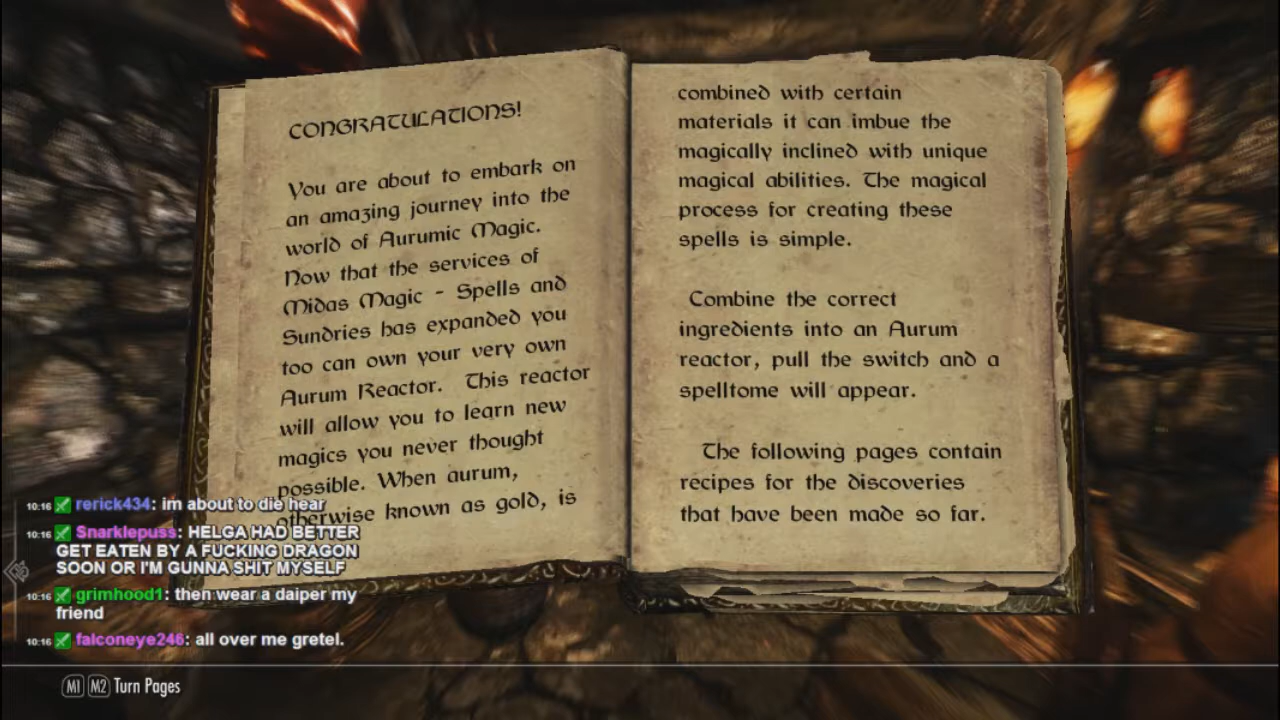 CONGRATULATIONS!
You are about to embark on
an amazing journey into the
world of Aurumic Magic.
Now that the services of
Midas Magic - Spells and
Sundries has expanded you
too can own your very own
Aurum Reactor. This reactor
will allow you to learn new
magics you never thought
possible. When aurum,
otherwise known as gold, is
combined with certain
materials it can imbue the
magically inclined with unique
magical abilities. The magical
process for creating these
spells is simple.
Combine the correct
ingredients into an Aurum
reactor, pull the switch and a
spelltome will appear.
The following pages contain
recipes for the discoveries
that have been made so far.
10:16 rerick434: im about to die hear
10:16 Snarklepuss: HELGA HAD BETTER
GET EATEN BY A FUCKING DRAGON
SOON OR I'M GUNNA SHIT MYSELF
10:16 grimhood1: then wear a daiper my
friend
10:16 falconeye246: all over me gretel.
M1 M2 Turn Pages